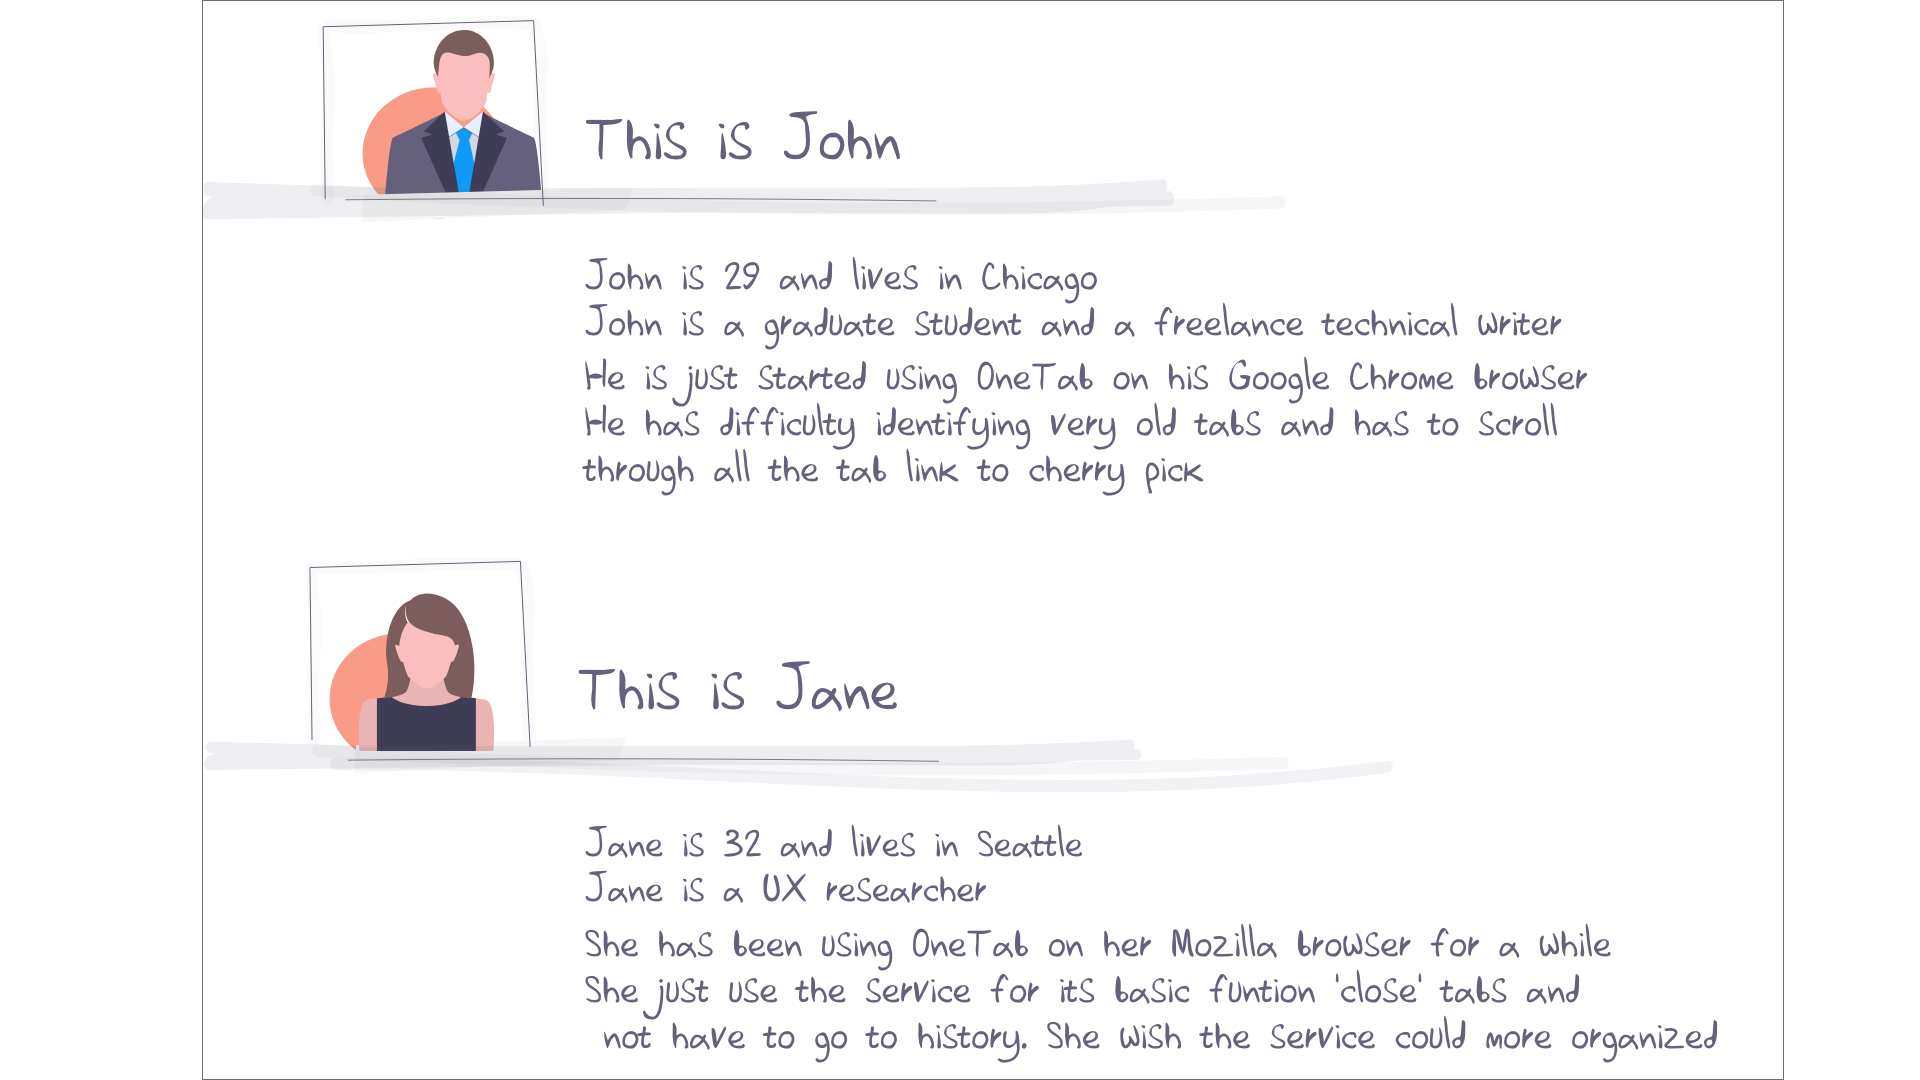 This is John
John is 29 and lives in Chicago
John is a graduate student and a freelance technical writer
He is just started using OneTab on his Google Chrome browser
He has difficulty identifying very old tabs and has to scroll
through all the tab link to cherry pick
This is Jane
Jane is 32 and lives in Seattle
Jane is a UX researcher
She has been using OneTab on her Mozilla browser for a while
She just use the service for its basic funtion 'close' tabs and
not have to go to history. She wish the service could more organized